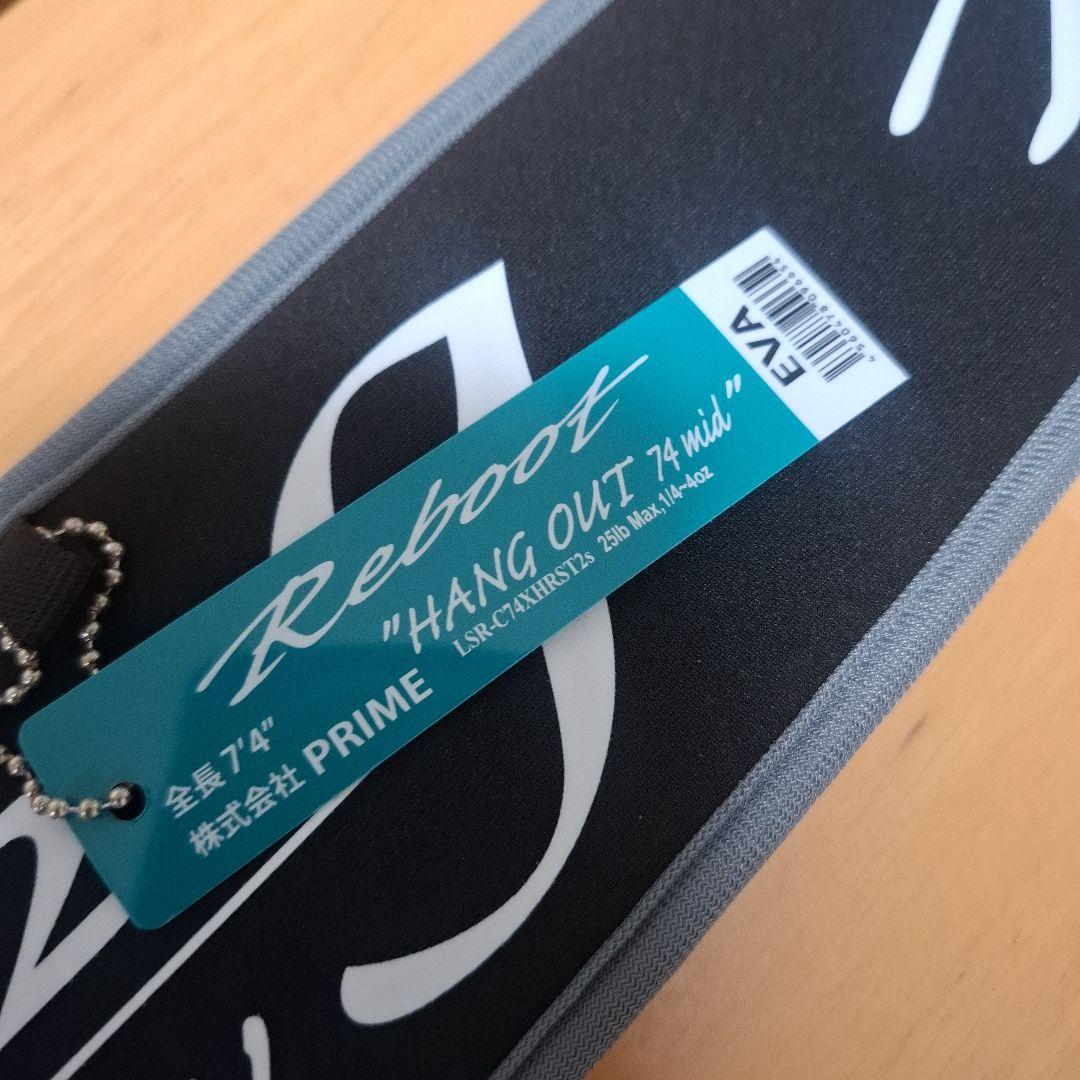 Reboot
"HANG OUT 74 mid"
LSR-C74XHRST2s 25lb Max,1/4~4oz
全長 7'4"
株式会社 PRIME
EVA
4560478096654